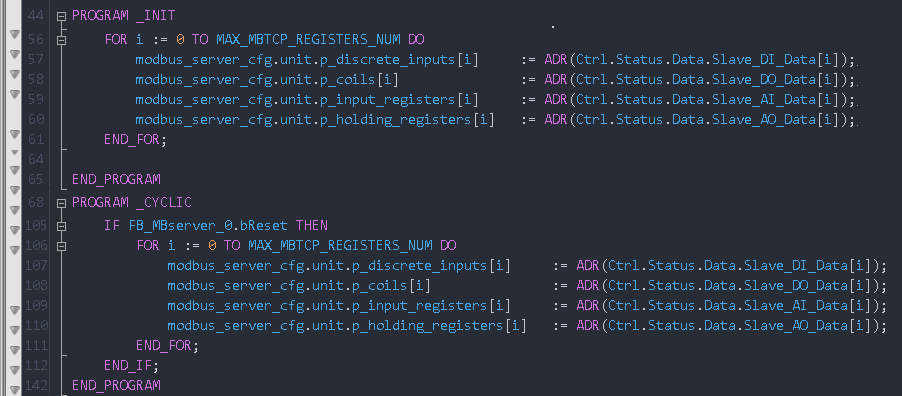 44 PROGRAM _INIT
56 FOR i := 0 TO MAX_MBTCP_REGISTERS_NUM DO
57 modbus_server_cfg.unit.p_discrete_inputs[i] := ADR(Ctrl.Status.Data.Slave_DI_Data[i]);
58 modbus_server_cfg.unit.p_coils[i] := ADR(Ctrl.Status.Data.Slave_DO_Data[i]);
59 modbus_server_cfg.unit.p_input_registers[i] := ADR(Ctrl.Status.Data.Slave_AI_Data[i]);
60 modbus_server_cfg.unit.p_holding_registers[i] := ADR(Ctrl.Status.Data.Slave_AO_Data[i]);
61 END_FOR;
64
65 END_PROGRAM
68 PROGRAM _CYCLIC
105 IF FB_MBserver_0.bReset THEN
106 FOR i := 0 TO MAX_MBTCP_REGISTERS_NUM DO
107 modbus_server_cfg.unit.p_discrete_inputs[i] := ADR(Ctrl.Status.Data.Slave_DI_Data[i]);
108 modbus_server_cfg.unit.p_coils[i] := ADR(Ctrl.Status.Data.Slave_DO_Data[i]);
109 modbus_server_cfg.unit.p_input_registers[i] := ADR(Ctrl.Status.Data.Slave_AI_Data[i]);
110 modbus_server_cfg.unit.p_holding_registers[i] := ADR(Ctrl.Status.Data.Slave_AO_Data[i]);
111 END_FOR;
112 END_IF;
142 END_PROGRAM